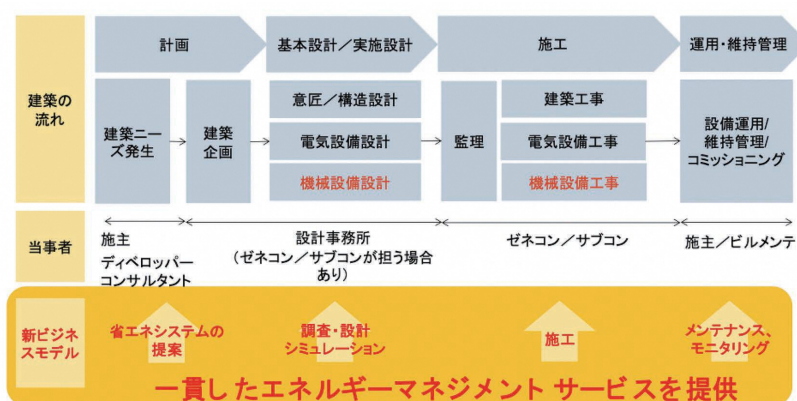 計画
基本設計／実施設計
施工
運用・維持管理
建築の
流れ
建築ニー
ズ発生
建築
企画
意匠／構造設計
電気設備設計
機械設備設計
監理
建築工事
電気設備工事
機械設備工事
設備運用/
維持管理/
コミッショニング
当事者
施主
ディベロッパー
コンサルタント
設計事務所
（ゼネコン／サブコンが担う場合
あり）
ゼネコン／サブコン
施主／ビルメンテ
新ビジネ
スモデル
省エネシステムの
提案
調査・設計
シミュレーション
施工
メンテナンス、
モニタリング
一貫したエネルギーマネジメント サービスを提供